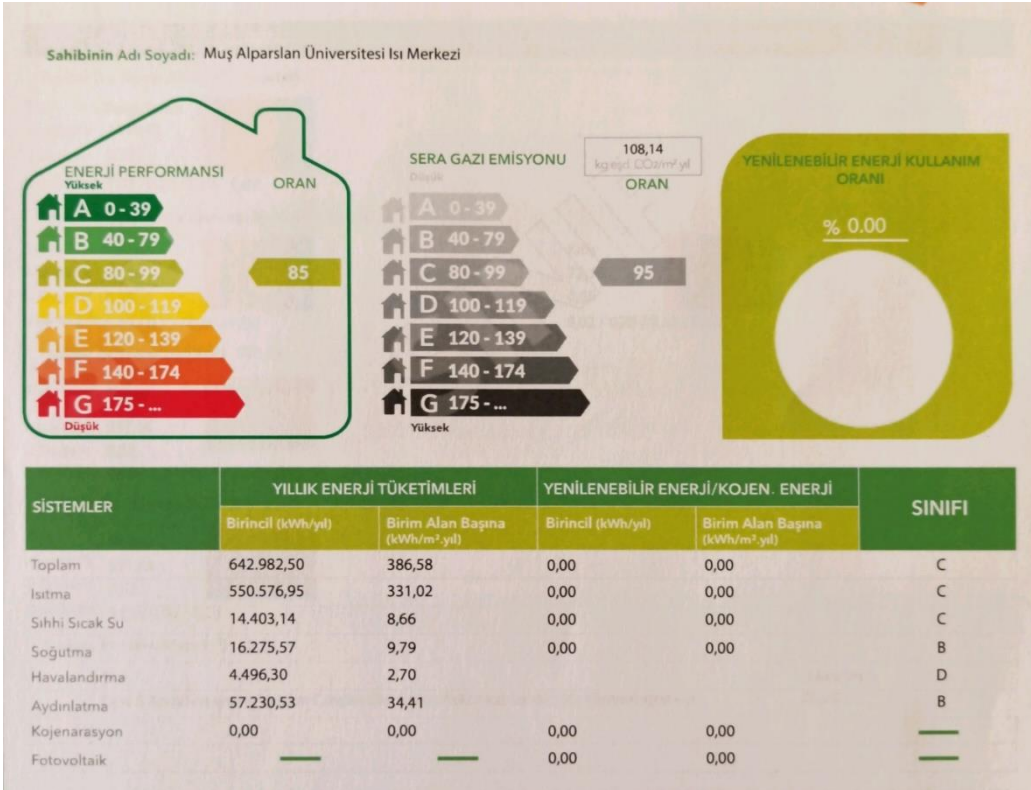 Sahibinin Adı Soyadı: Muş Alparslan Üniversitesi Isı Merkezi
ENERJİ PERFORMANSI
Yüksek
ORAN
A 0 - 39
B 40 - 79
C 80 - 99
85
D 100 - 119
E 120 - 139
F 140 - 174
G 175 - ...
Düşük
SERA GAZI EMİSYONU
Düşük
108,14
kg eşd. CO2/m².yıl
ORAN
A 0 - 39
B 40 - 79
C 80 - 99
95
D 100 - 119
E 120 - 139
F 140 - 174
G 175 - ...
Yüksek
YENİLENEBİLİR ENERJİ KULLANIM
ORANI
% 0.00
SİSTEMLER YILLIK ENERJİ TÜKETİMLERİ YENİLENEBİLİR ENERJİ/KOJEN. ENERJİ SINIFI
Birincil (kWh/yıl) Birim Alan Başına (kWh/m².yıl) Birincil (kWh/yıl) Birim Alan Başına (kWh/m².yıl)
Toplam 642.982,50 386,58 0,00 0,00 C
Isıtma 550.576,95 331,02 0,00 0,00 C
Sıhhi Sıcak Su 14.403,14 8,66 0,00 0,00 C
Soğutma 16.275,57 9,79 0,00 0,00 B
Havalandırma 4.496,30 2,70 D
Aydınlatma 57.230,53 34,41 B
Kojenarasyon 0,00 0,00 0,00 0,00
Fotovoltaik 0,00 0,00